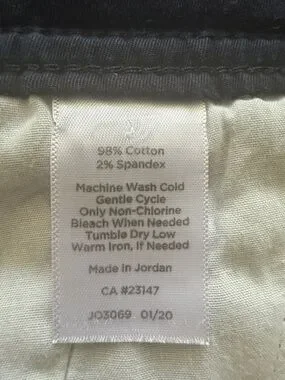 98% Cotton
2% Spandex
Machine Wash Cold
Gentle Cycle
Only Non-Chlorine
Bleach When Needed
Tumble Dry Low
Warm Iron, If Needed
Made in Jordan
CA #23147
JO3069 01/20